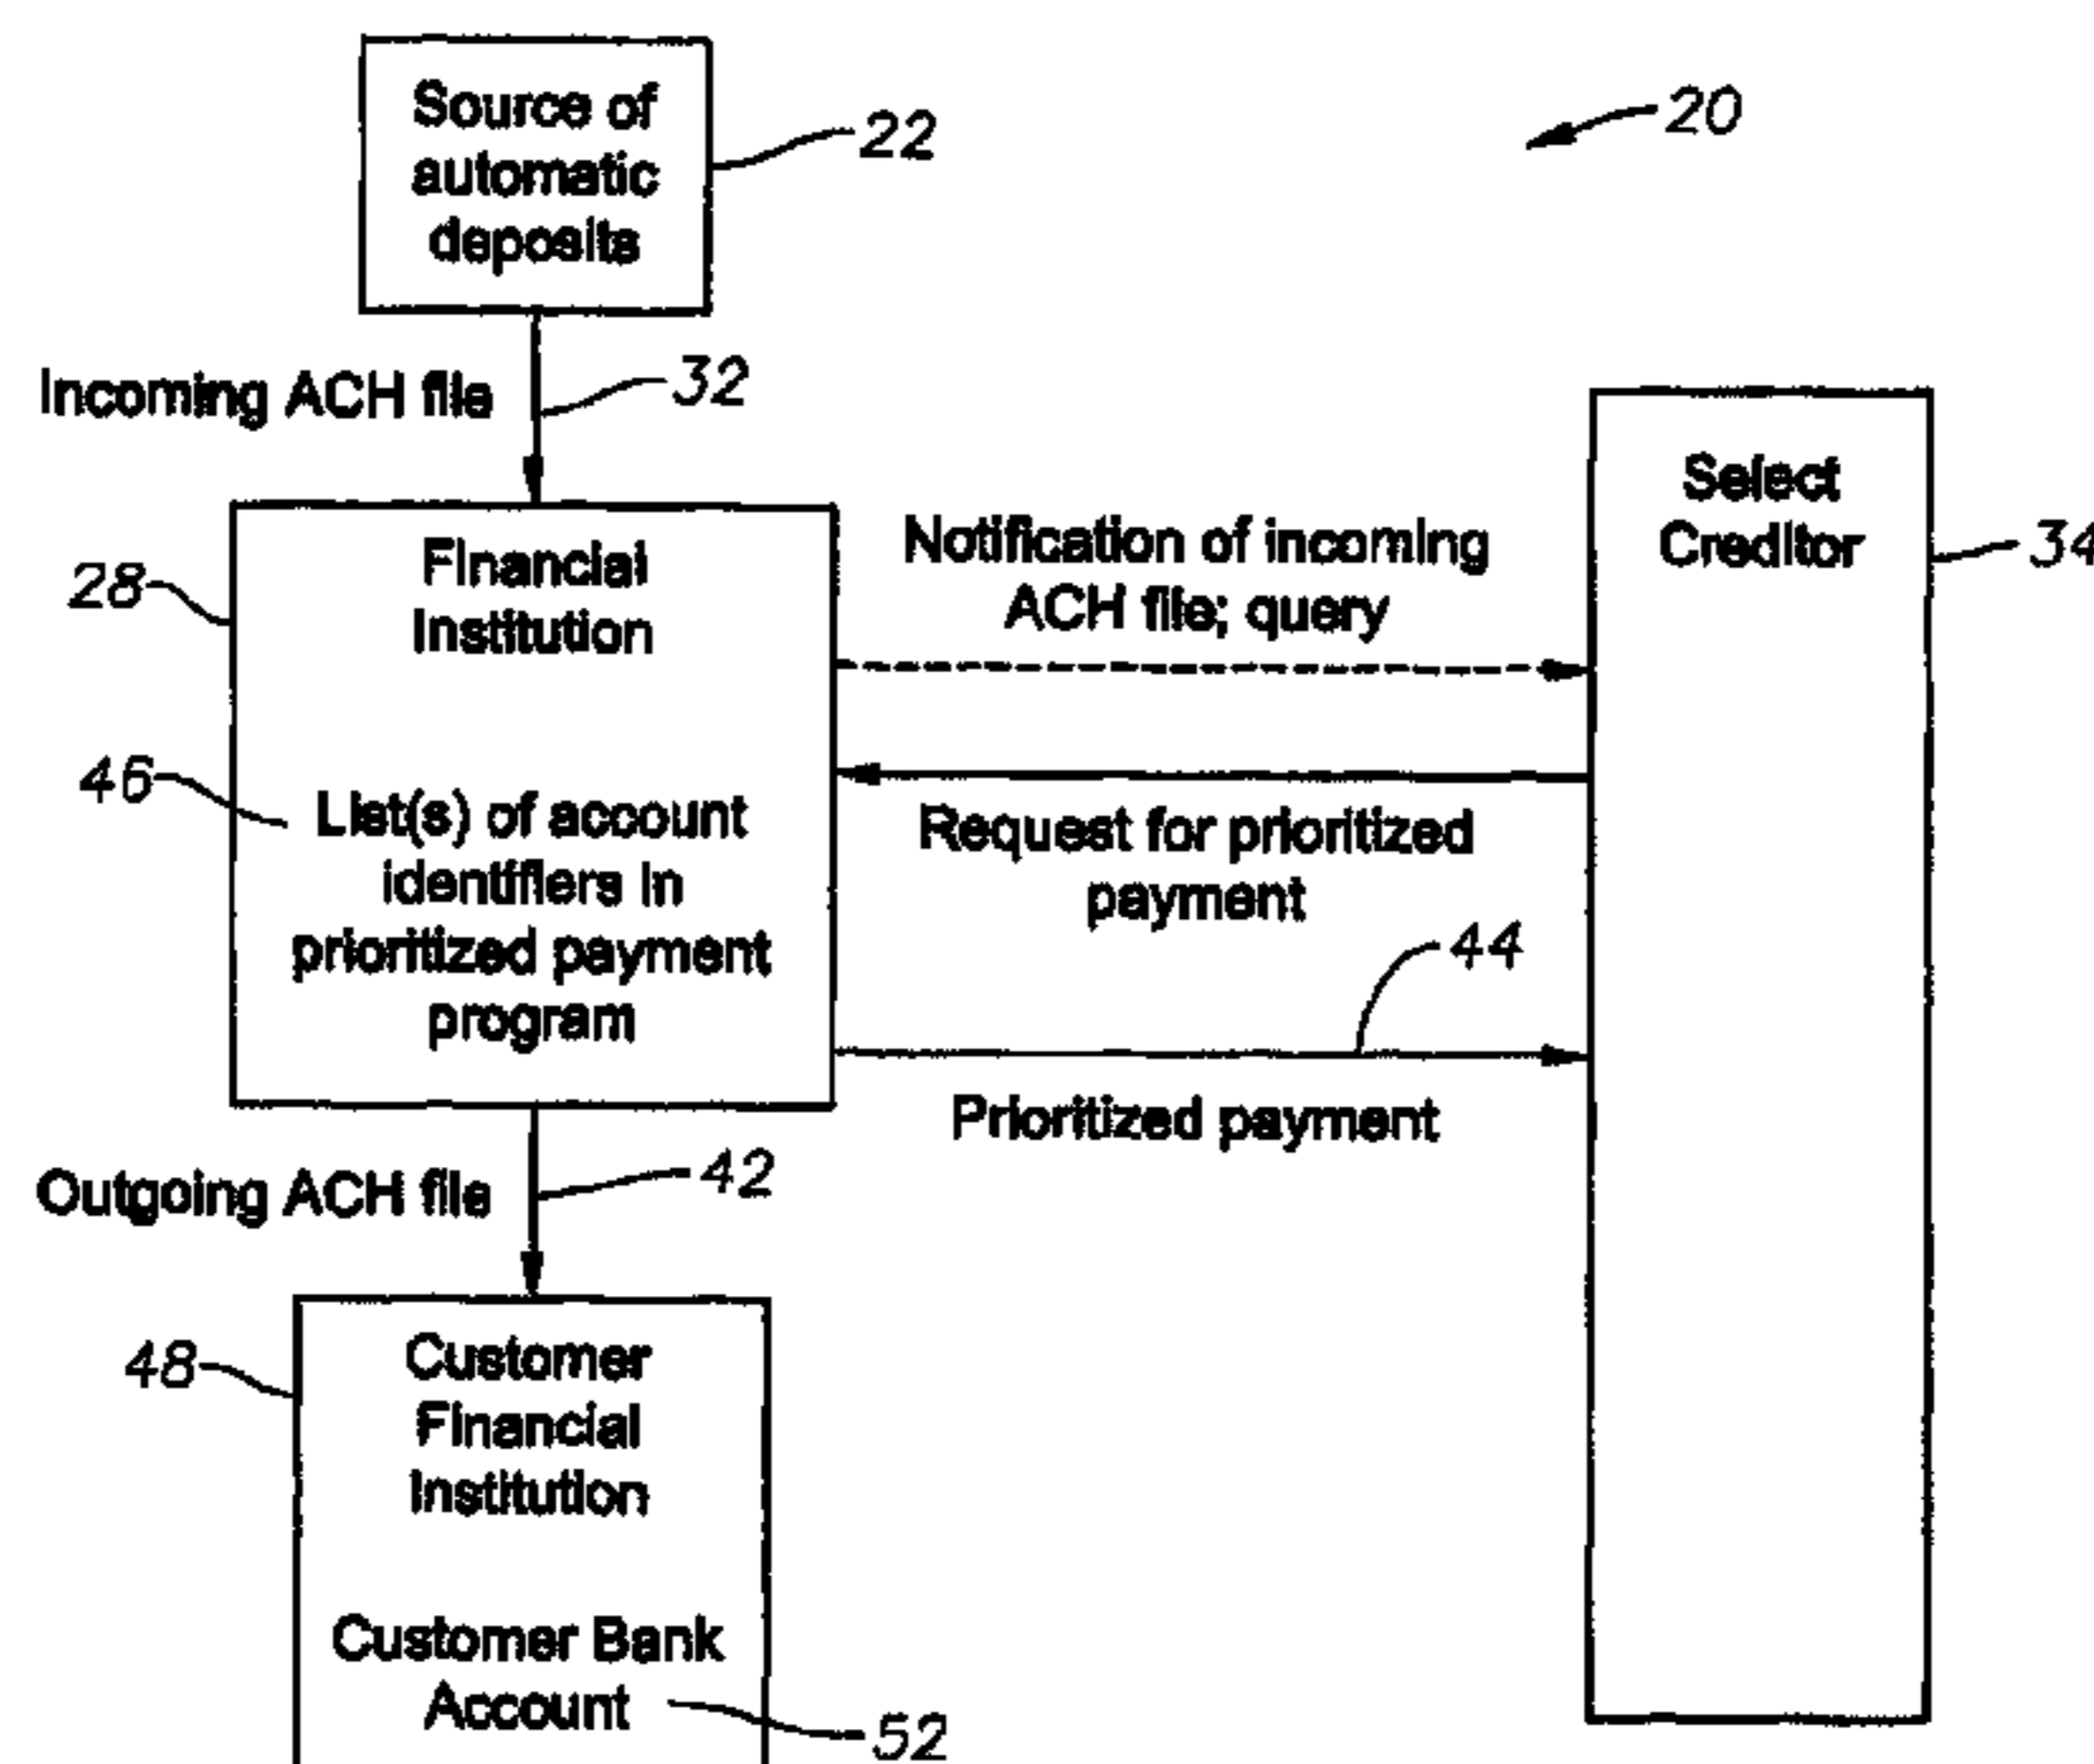 Source of
automatic
deposits
22
20
Incoming ACH file
32
Financial
Institution
28
46
List(s) of account
identifiers in
prioritized payment
program
Notification of incoming
ACH file; query
Request for prioritized
payment
44
Prioritized payment
Select
Creditor
34
Outgoing ACH file
42
48
Customer
Financial
Institution
Customer Bank
Account
52